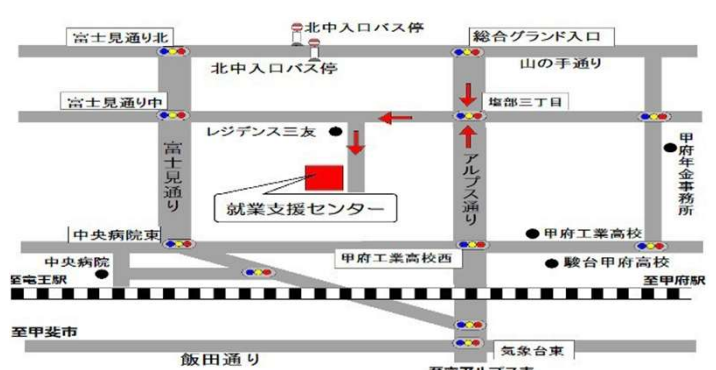 北中入口バス停
富士見通り北
総合グランド入口
北中入口バス停
山の手通り
富士見通り中
塩部三丁目
レジデンス三友
富士見通り
アルプス通り
甲府年金事務所
就業支援センター
中央病院東
甲府工業高校
甲府工業高校西
中央病院
駿台甲府高校
至竜王駅
至甲府駅
至甲斐市
気象台東
飯田通り